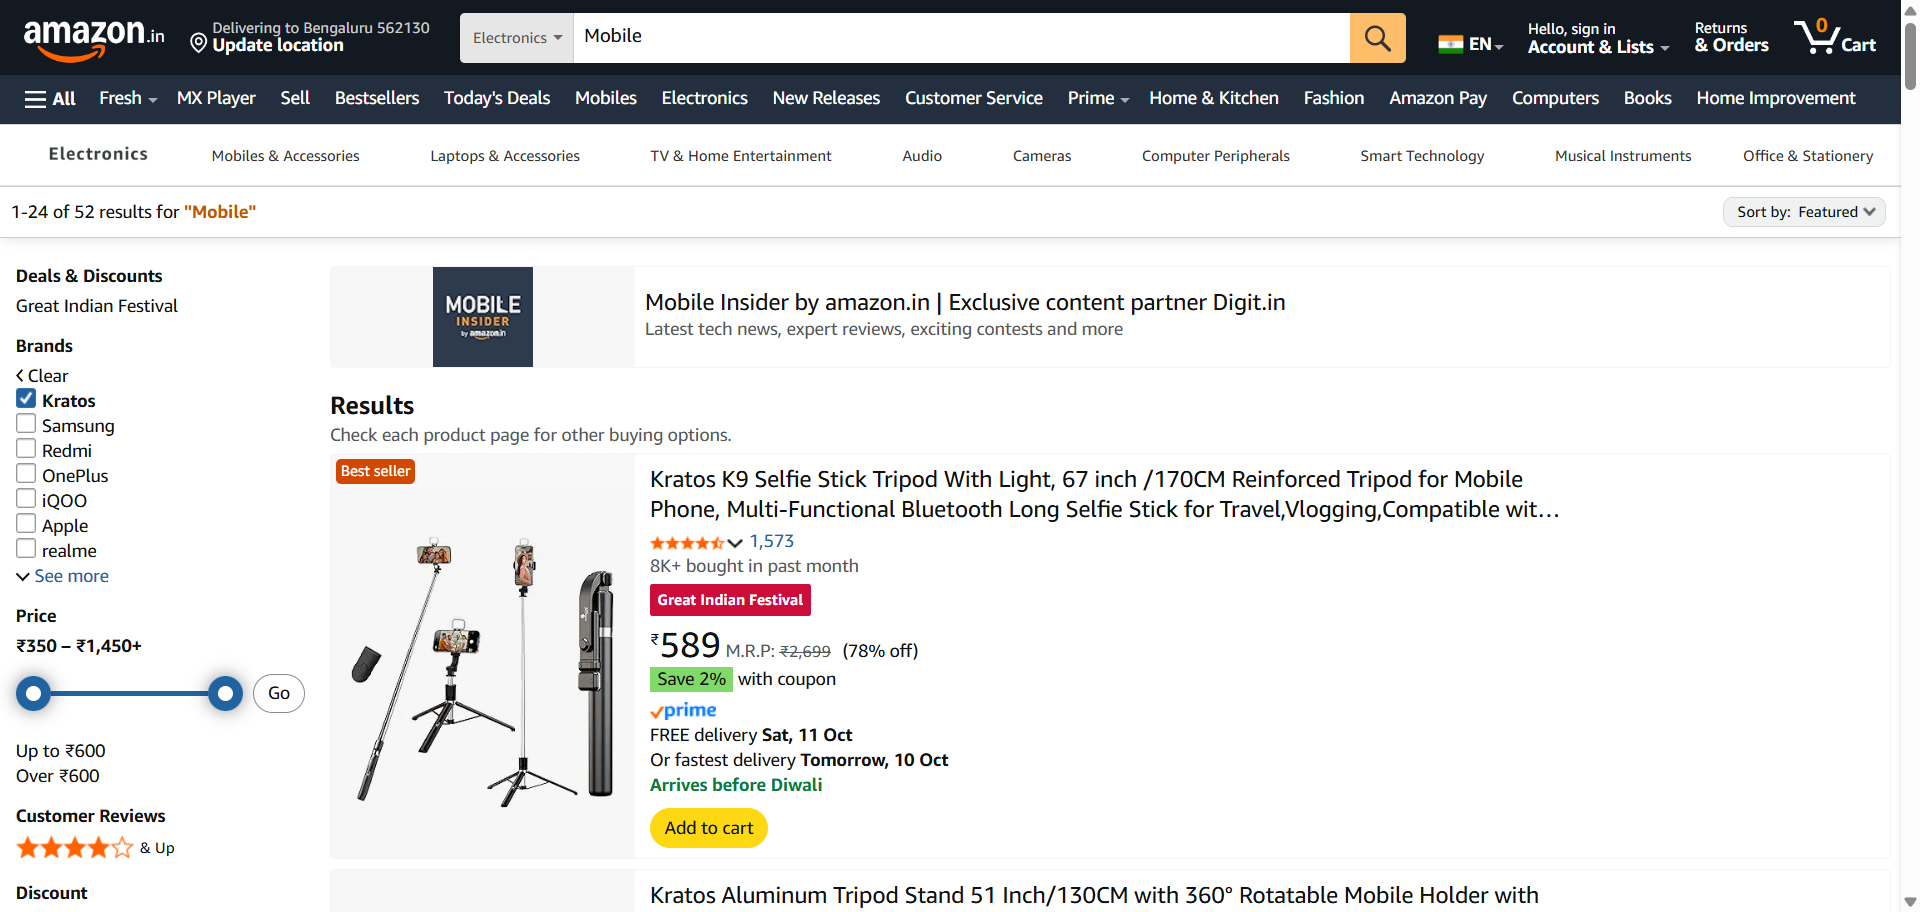 amazon.in
Delivering to Bengaluru 562130
Update location
Electronics
Mobile
EN
Hello, sign in
Account & Lists
Returns
& Orders
0
Cart
All
Fresh
MX Player
Sell
Bestsellers
Today's Deals
Mobiles
Electronics
New Releases
Customer Service
Prime
Home & Kitchen
Fashion
Amazon Pay
Computers
Books
Home Improvement
Electronics
Mobiles & Accessories
Laptops & Accessories
TV & Home Entertainment
Audio
Cameras
Computer Peripherals
Smart Technology
Musical Instruments
Office & Stationery
1-24 of 52 results for "Mobile"
Sort by: Featured
Deals & Discounts
Great Indian Festival
Brands
Clear
Kratos
Samsung
Redmi
OnePlus
iQOO
Apple
realme
See more
Price
₹350 – ₹1,450+
Go
Up to ₹600
Over ₹600
Customer Reviews
& Up
Discount
MOBILE
INSIDER
by amazon.in
Mobile Insider by amazon.in | Exclusive content partner Digit.in
Latest tech news, expert reviews, exciting contests and more
Results
Check each product page for other buying options.
Best seller
Kratos K9 Selfie Stick Tripod With Light, 67 inch /170CM Reinforced Tripod for Mobile
Phone, Multi-Functional Bluetooth Long Selfie Stick for Travel,Vlogging,Compatible wit…
1,573
8K+ bought in past month
Great Indian Festival
₹589 M.R.P: ₹2,699 (78% off)
Save 2% with coupon
prime
FREE delivery Sat, 11 Oct
Or fastest delivery Tomorrow, 10 Oct
Arrives before Diwali
Add to cart
Kratos Aluminum Tripod Stand 51 Inch/130CM with 360° Rotatable Mobile Holder with